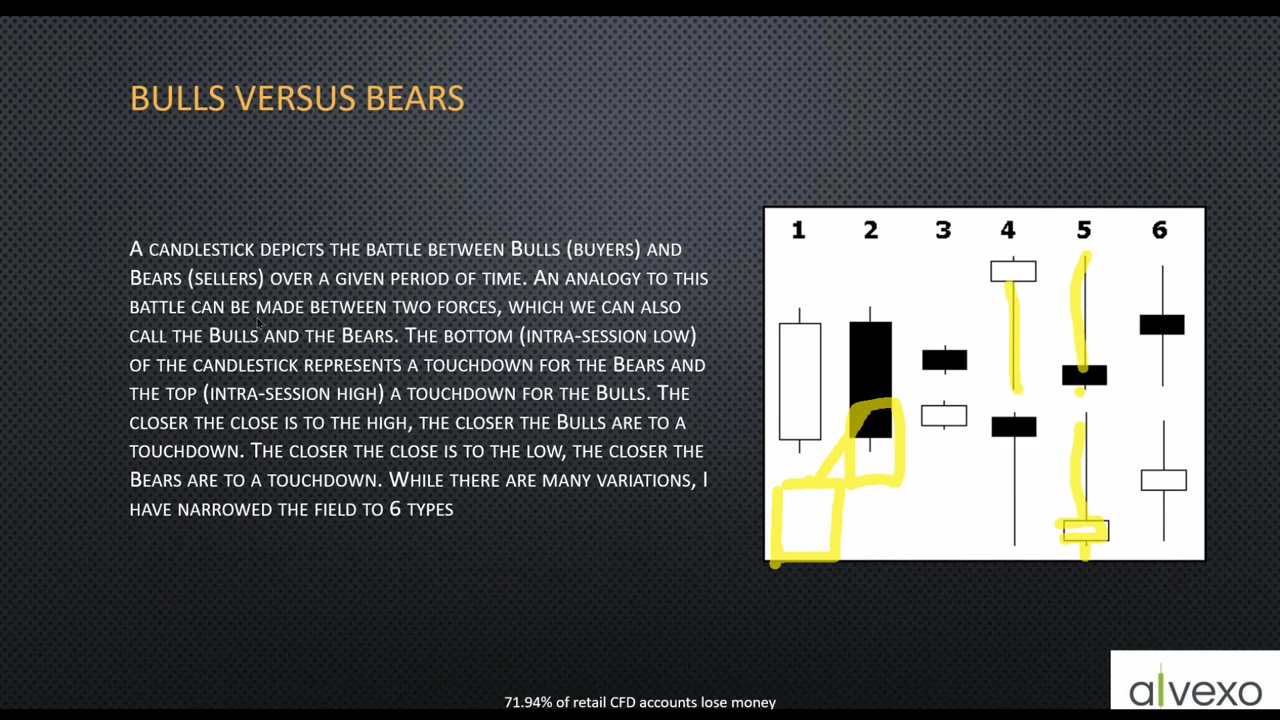 BULLS VERSUS BEARS
A CANDLESTICK DEPICTS THE BATTLE BETWEEN BULLS (BUYERS) AND
BEARS (SELLERS) OVER A GIVEN PERIOD OF TIME. AN ANALOGY TO THIS
BATTLE CAN BE MADE BETWEEN TWO FORCES, WHICH WE CAN ALSO
CALL THE BULLS AND THE BEARS. THE BOTTOM (INTRA-SESSION LOW)
OF THE CANDLESTICK REPRESENTS A TOUCHDOWN FOR THE BEARS AND
THE TOP (INTRA-SESSION HIGH) A TOUCHDOWN FOR THE BULLS. THE
CLOSER THE CLOSE IS TO THE HIGH, THE CLOSER THE BULLS ARE TO A
TOUCHDOWN. THE CLOSER THE CLOSE IS TO THE LOW, THE CLOSER THE
BEARS ARE TO A TOUCHDOWN. WHILE THERE ARE MANY VARIATIONS, I
HAVE NARROWED THE FIELD TO 6 TYPES
1 2 3 4 5 6
71.94% of retail CFD accounts lose money
alvexo